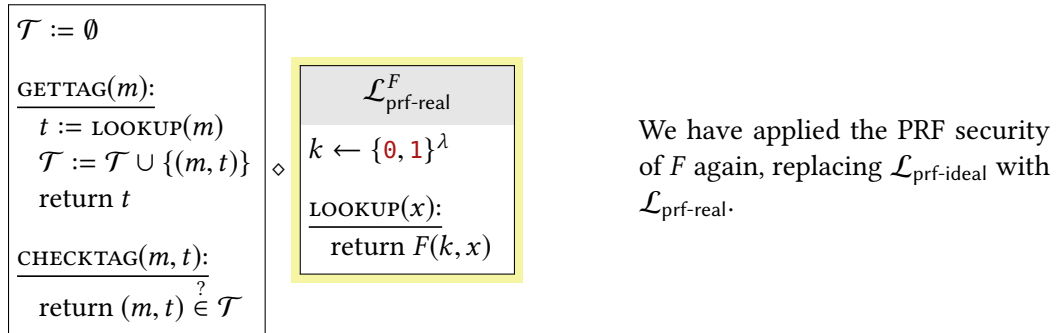 𝒯 := ∅
GETTAG(m):
t := LOOKUP(m)
𝒯 := 𝒯 ∪ {(m, t)}
return t
CHECKTAG(m, t):
return (m, t) ∈? 𝒯
⋄
ℒ^F_prf-real
k ← {0, 1}^λ
LOOKUP(x):
return F(k, x)
We have applied the PRF security
of F again, replacing ℒ_prf-ideal with
ℒ_prf-real.